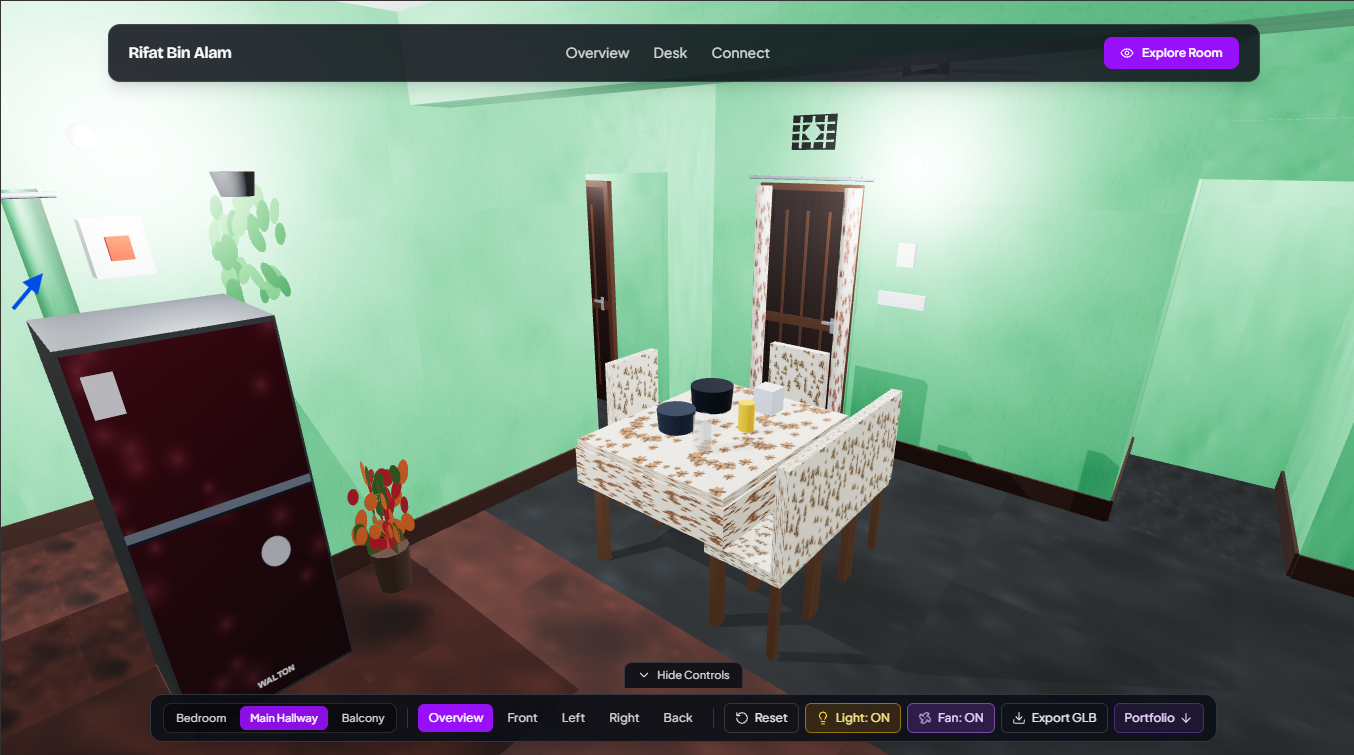 Rifat Bin Alam
Overview Desk Connect
Explore Room
WALTON
Hide Controls
Bedroom Main Hallway Balcony Overview Front Left Right Back Reset Light: ON Fan: ON Export GLB Portfolio ↓